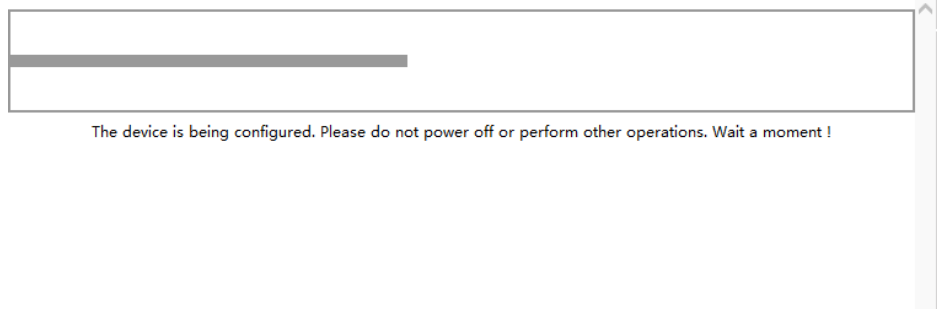 The device is being configured. Please do not power off or perform other operations. Wait a moment !